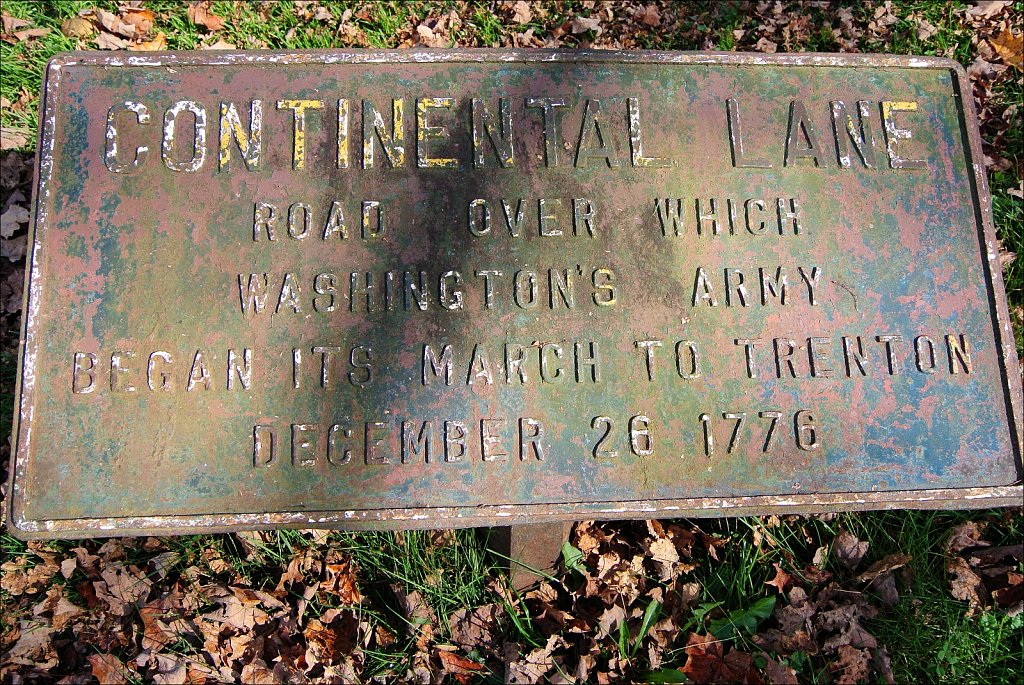 CONTINENTAL LANE
ROAD OVER WHICH
WASHINGTON'S ARMY
BEGAN ITS MARCH TO TRENTON
DECEMBER 26 1776